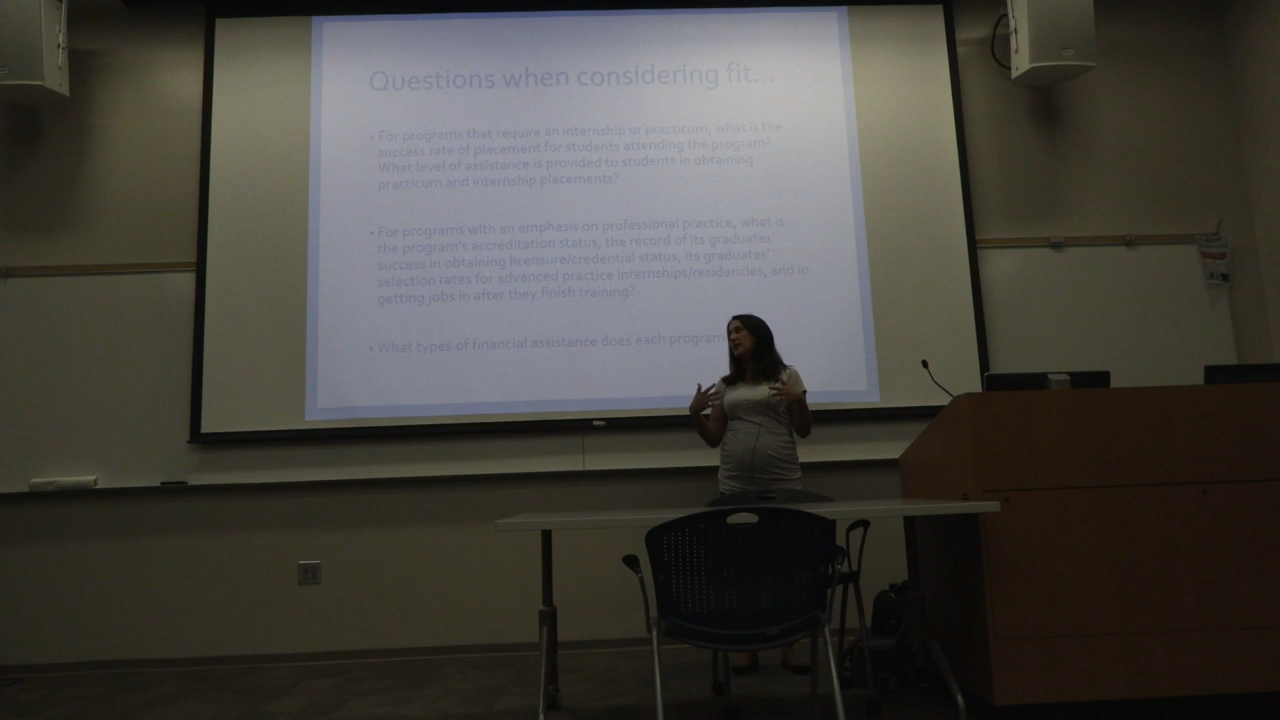 Questions when considering fit...
• For programs that require an internship or practicum, what is the
success rate of placement for students attending the program?
What level of assistance is provided to students in obtaining
practicum and internship placements?
• For programs with an emphasis on professional practice, what is
the program's accreditation status, the record of its graduates'
success in obtaining licensure/credential status, its graduates'
selection rates for advanced practice internships/residencies, and in
getting jobs in after they finish training?
• What types of financial assistance does each program